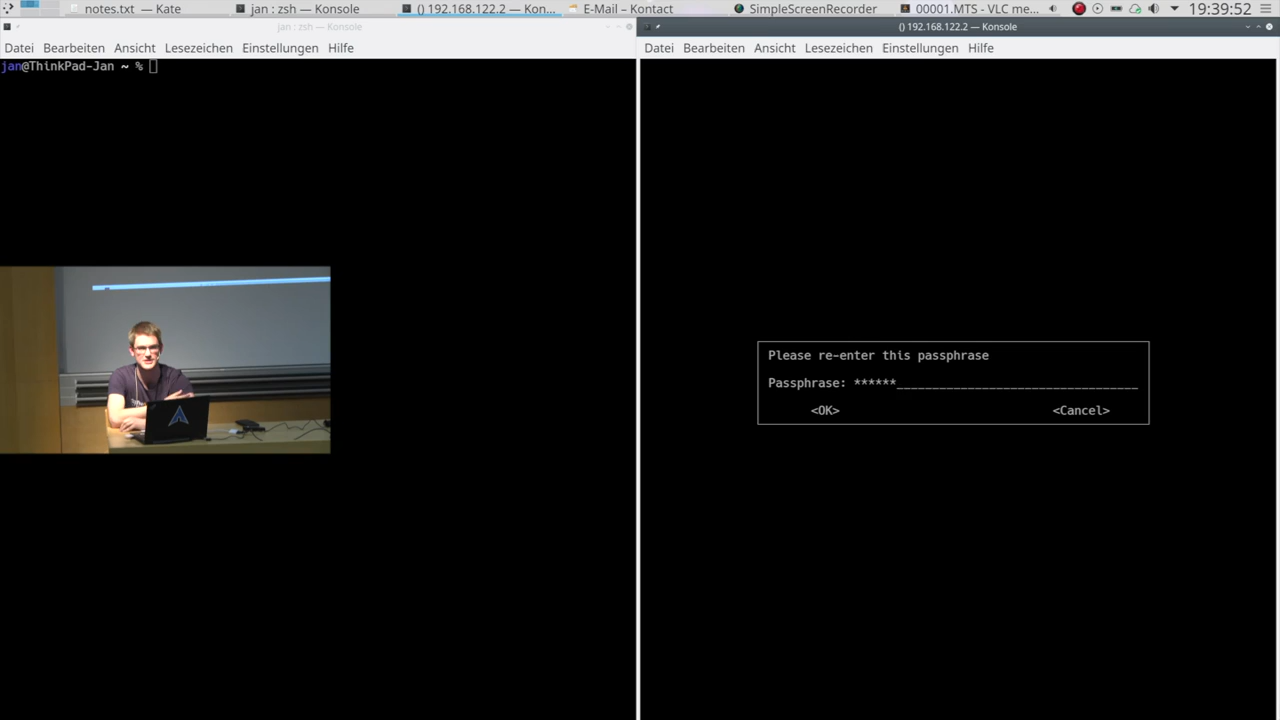 notes.txt — Kate
jan : zsh — Konsole
() 192.168.122.2 — Kon...
E-Mail – Kontact
SimpleScreenRecorder
00001.MTS - VLC me...
19:39:52
jan : zsh — Konsole
() 192.168.122.2 — Konsole
Datei Bearbeiten Ansicht Lesezeichen Einstellungen Hilfe
Datei Bearbeiten Ansicht Lesezeichen Einstellungen Hilfe
jan@ThinkPad-Jan ~ %
Please re-enter this passphrase
Passphrase: ******__________________________________
<OK> <Cancel>